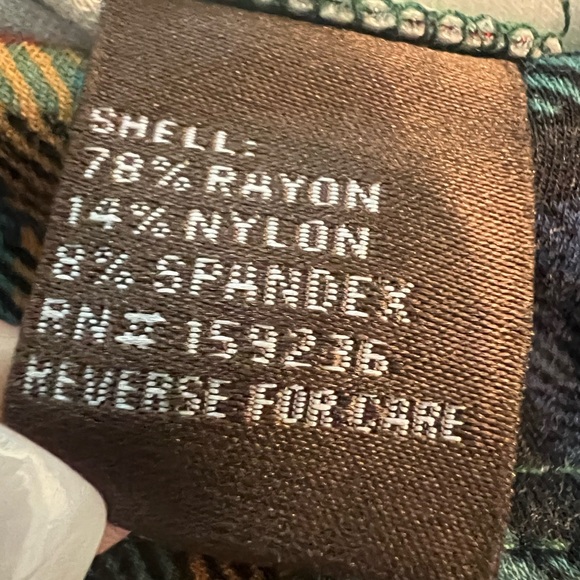 SHELL:
78% RAYON
14% NYLON
8% SPANDEX
RN# 159236
REVERSE FOR CARE